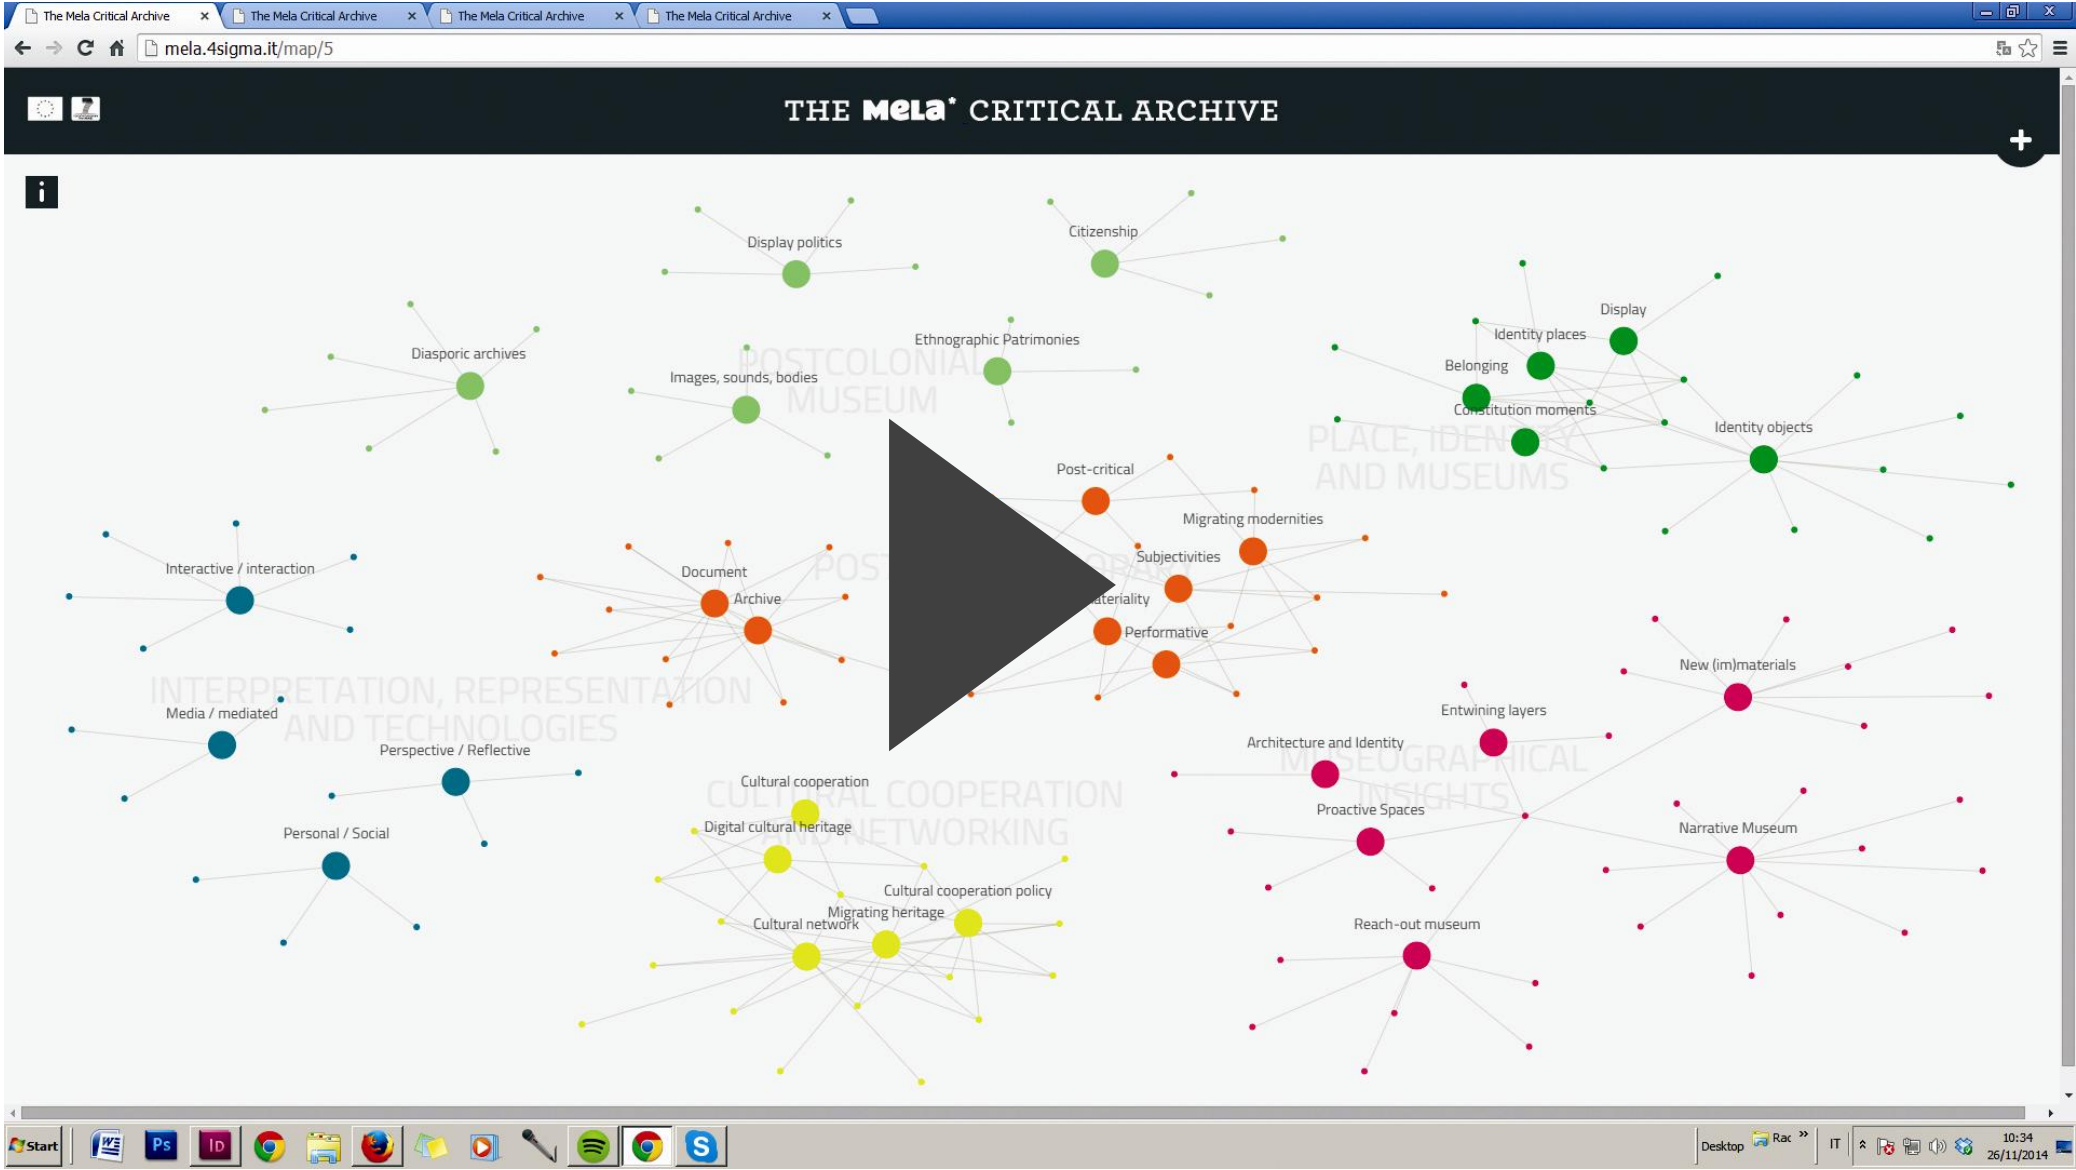 The Mela Critical Archive
The Mela Critical Archive
The Mela Critical Archive
The Mela Critical Archive
mela.4sigma.it/map/5
THE MeLa* CRITICAL ARCHIVE
i
Display politics
Citizenship
Diasporic archives
Images, sounds, bodies
Ethnographic Patrimonies
POSTCOLONIAL
MUSEUM
Display
Identity places
Belonging
Constitution moments
Identity objects
PLACE, IDENTITY
AND MUSEUMS
Post-critical
Migrating modernities
Subjectivities
Performative
Document
Archive
Interactive / interaction
INTERPRETATION, REPRESENTATION
AND TECHNOLOGIES
Media / mediated
Perspective / Reflective
Personal / Social
Cultural cooperation
CULTURAL COOPERATION
AND NETWORKING
Digital cultural heritage
Cultural cooperation policy
Migrating heritage
Cultural network
New (im)materials
Entwining layers
Architecture and Identity
MUSEOGRAPHICAL
INSIGHTS
Proactive Spaces
Narrative Museum
Reach-out museum
Start
W
Ps
ID
S
Desktop
Rac
IT
10:34
26/11/2014